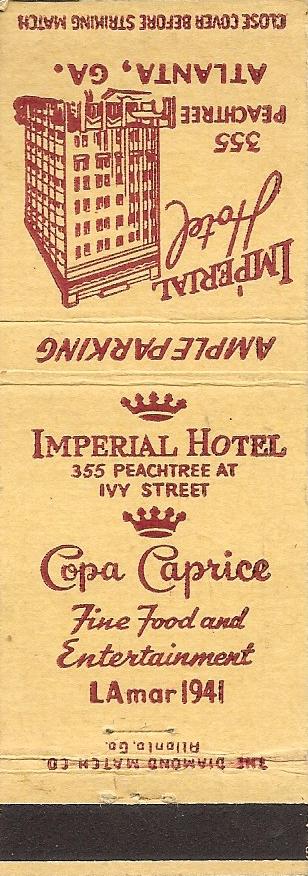 CLOSE COVER BEFORE STRIKING MATCH
ATLANTA, GA.
355
PEACHTREE
IMPERIAL
Hotel
AMPLE PARKING
IMPERIAL HOTEL
355 PEACHTREE AT
IVY STREET
Copa Caprice
Fine Food and
Entertainment
LAmar 1941
THE DIAMOND MATCH CO
Atlanta, Ga.